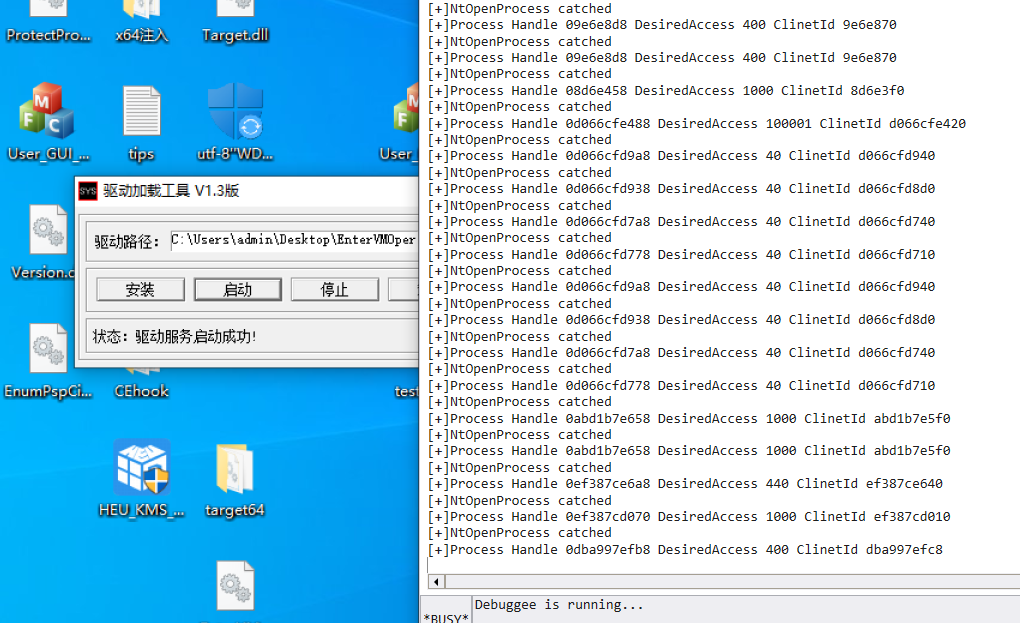 ProtectPro...
x64注入
Target.dll
User_GUI_...
tips
utf-8"WD...
User_
驱动加载工具 V1.3版
驱动路径：
C:\Users\admin\Desktop\EnterVMOper
安装
启动
停止
状态：驱动服务启动成功!
Version.c
EnumPspCi...
CEhook
test
HEU_KMS_...
target64
[+]NtOpenProcess catched
[+]Process Handle 09e6e8d8 DesiredAccess 400 ClinetId 9e6e870
[+]NtOpenProcess catched
[+]Process Handle 09e6e8d8 DesiredAccess 400 ClinetId 9e6e870
[+]NtOpenProcess catched
[+]Process Handle 08d6e458 DesiredAccess 1000 ClinetId 8d6e3f0
[+]NtOpenProcess catched
[+]Process Handle 0d066cfe488 DesiredAccess 100001 ClinetId d066cfe420
[+]NtOpenProcess catched
[+]Process Handle 0d066cfd9a8 DesiredAccess 40 ClinetId d066cfd940
[+]NtOpenProcess catched
[+]Process Handle 0d066cfd938 DesiredAccess 40 ClinetId d066cfd8d0
[+]NtOpenProcess catched
[+]Process Handle 0d066cfd7a8 DesiredAccess 40 ClinetId d066cfd740
[+]NtOpenProcess catched
[+]Process Handle 0d066cfd778 DesiredAccess 40 ClinetId d066cfd710
[+]NtOpenProcess catched
[+]Process Handle 0d066cfd9a8 DesiredAccess 40 ClinetId d066cfd940
[+]NtOpenProcess catched
[+]Process Handle 0d066cfd938 DesiredAccess 40 ClinetId d066cfd8d0
[+]NtOpenProcess catched
[+]Process Handle 0d066cfd7a8 DesiredAccess 40 ClinetId d066cfd740
[+]NtOpenProcess catched
[+]Process Handle 0d066cfd778 DesiredAccess 40 ClinetId d066cfd710
[+]NtOpenProcess catched
[+]Process Handle 0abd1b7e658 DesiredAccess 1000 ClinetId abd1b7e5f0
[+]NtOpenProcess catched
[+]Process Handle 0abd1b7e658 DesiredAccess 1000 ClinetId abd1b7e5f0
[+]NtOpenProcess catched
[+]Process Handle 0ef387ce6a8 DesiredAccess 440 ClinetId ef387ce640
[+]NtOpenProcess catched
[+]Process Handle 0ef387cd070 DesiredAccess 1000 ClinetId ef387cd010
[+]NtOpenProcess catched
[+]Process Handle 0dba997efb8 DesiredAccess 400 ClinetId dba997efc8
*BUSY*
Debuggee is running...